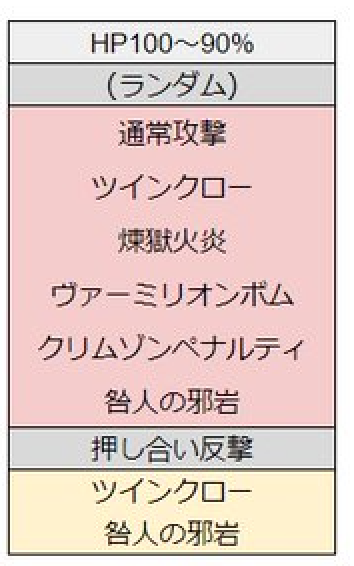 HP100～90%
(ランダム)
通常攻撃
ツインクロー
煉獄火炎
ヴァーミリオンボム
クリムゾンペナルティ
咎人の邪岩
押し合い反撃
ツインクロー
咎人の邪岩